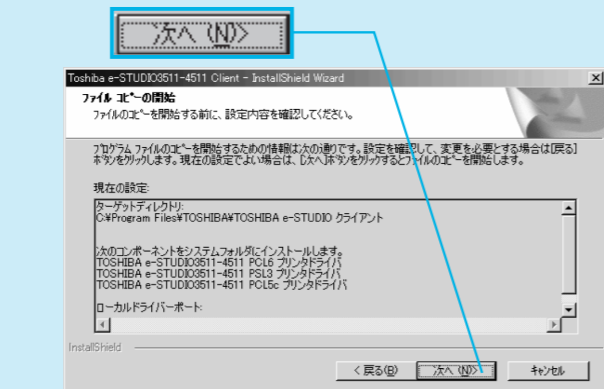 次へ (N)>
Toshiba e-STUDIO3511-4511 Client - InstallShield Wizard
ファイル コピーの開始
ファイルのコピーを開始する前に、設定内容を確認してください。
プログラム ファイルのコピーを開始するための情報は次の通りです。設定を確認して、変更を必要とする場合は[戻る]
ボタンをクリックします。現在の設定でよい場合は、[次へ]ボタンをクリックするとファイルのコピーを開始します。
現在の設定:
ターゲットディレクトリ:
C:¥Program Files¥TOSHIBA¥TOSHIBA e-STUDIO クライアント
次のコンポーネントをシステムフォルダにインストールします。
TOSHIBA e-STUDIO3511-4511 PCL6 プリンタドライバ
TOSHIBA e-STUDIO3511-4511 PSL3 プリンタドライバ
TOSHIBA e-STUDIO3511-4511 PCL5c プリンタドライバ
ローカルドライバーポート:
InstallShield
< 戻る(B) 次へ (N)> キャンセル